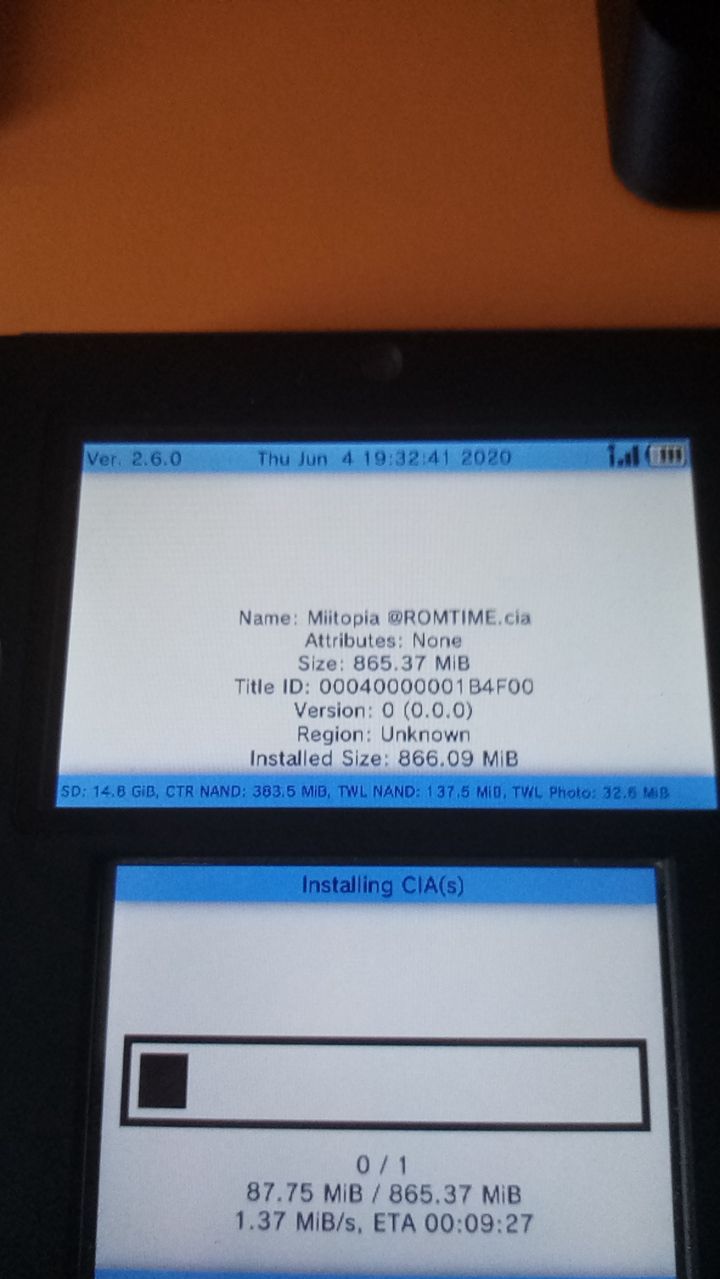 Ver. 2.6.0 Thu Jun 4 19:32:41 2020
Name: Miitopia @ROMTIME.cia
Attributes: None
Size: 865.37 MiB
Title ID: 00040000001B4F00
Version: 0 (0.0.0)
Region: Unknown
Installed Size: 866.09 MiB
SD: 14.8 GiB, CTR NAND: 383.5 MiB, TWL NAND: 137.5 MiB, TWL Photo: 32.6 MiB
Installing CIA(s)
0 / 1
87.75 MiB / 865.37 MiB
1.37 MiB/s, ETA 00:09:27